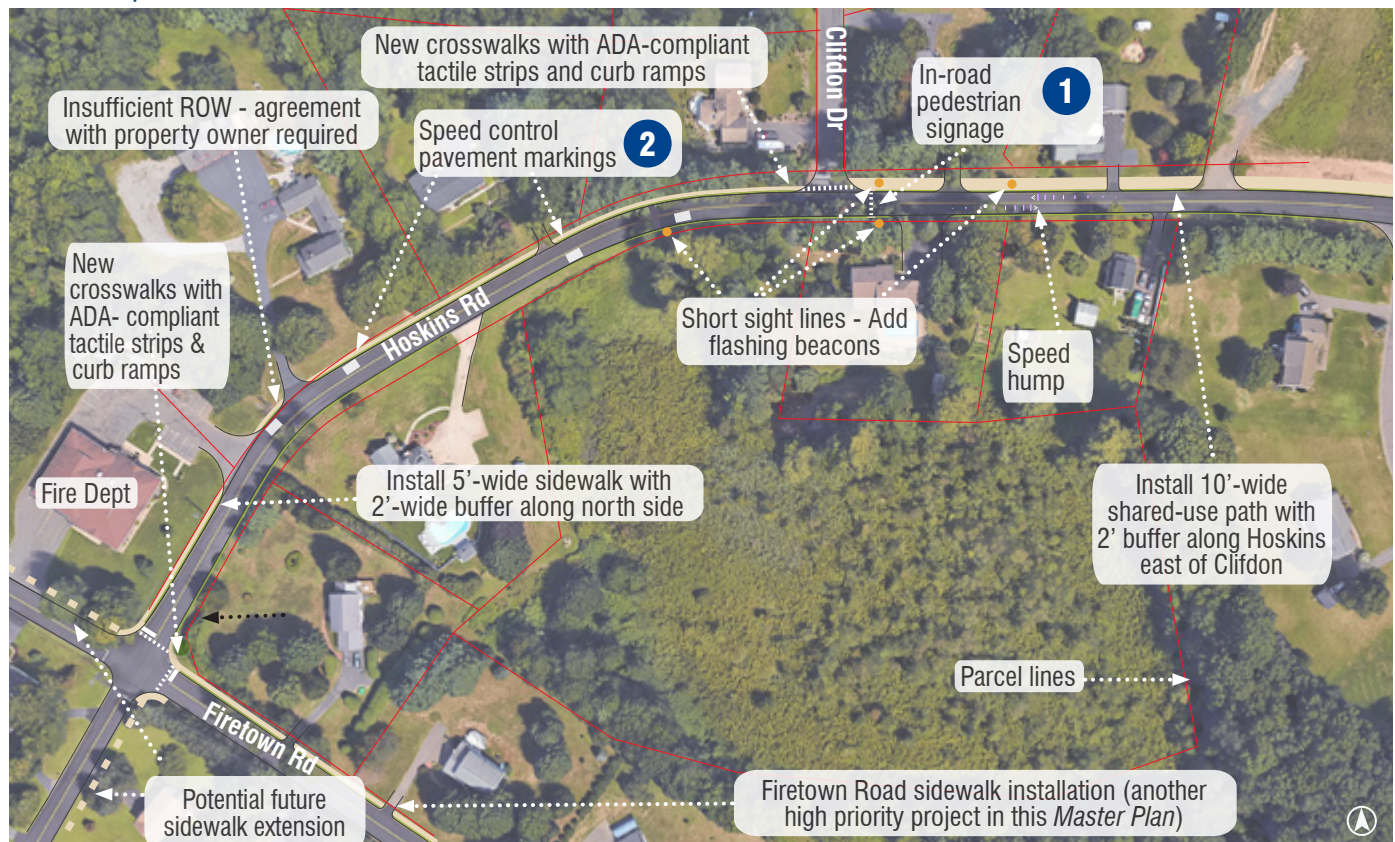 New crosswalks with ADA-compliant
tactile strips and curb ramps
Clifdon Dr
In-road
pedestrian
signage
1
Insufficient ROW - agreement
with property owner required
Speed control
pavement markings
2
New
crosswalks with
ADA- compliant
tactile strips &
curb ramps
Hoskins Rd
Short sight lines - Add
flashing beacons
Speed
hump
Fire Dept
Install 5'-wide sidewalk with
2'-wide buffer along north side
Install 10'-wide
shared-use path with
2' buffer along Hoskins
east of Clifdon
Parcel lines
Firetown Rd
Potential future
sidewalk extension
Firetown Road sidewalk installation (another
high priority project in this Master Plan)